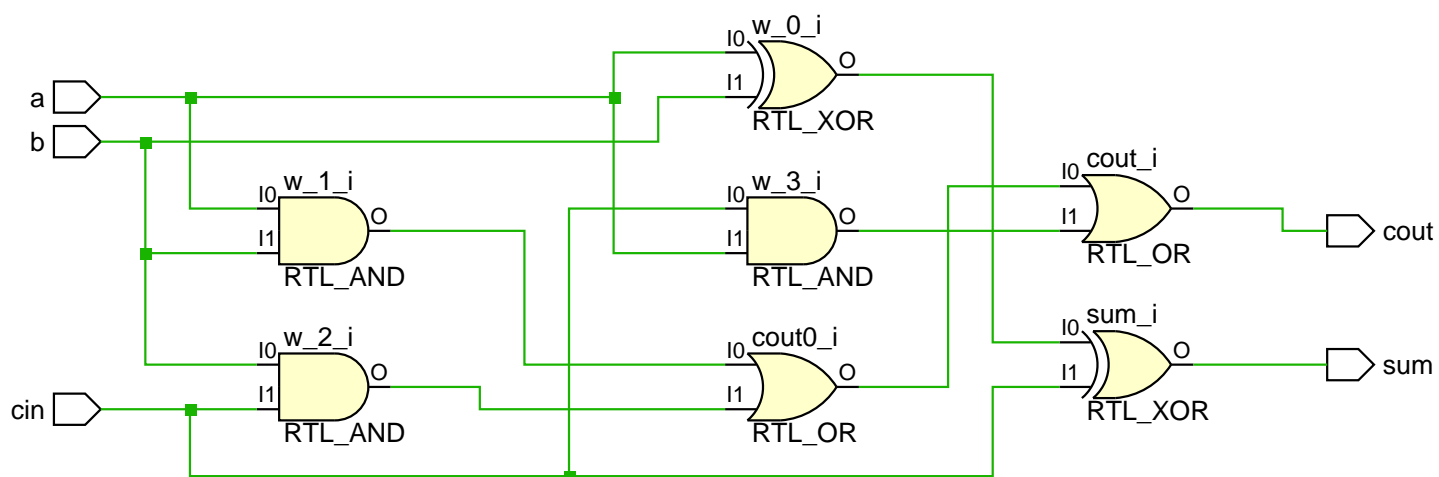 w_0_i
I0
O
I1
RTL_XOR
a
b
w_1_i
I0
O
I1
RTL_AND
w_3_i
I0
O
I1
RTL_AND
cout_i
I0
O
I1
RTL_OR
cout
w_2_i
I0
O
I1
RTL_AND
cin
cout0_i
I0
O
I1
RTL_OR
sum_i
I0
O
I1
RTL_XOR
sum